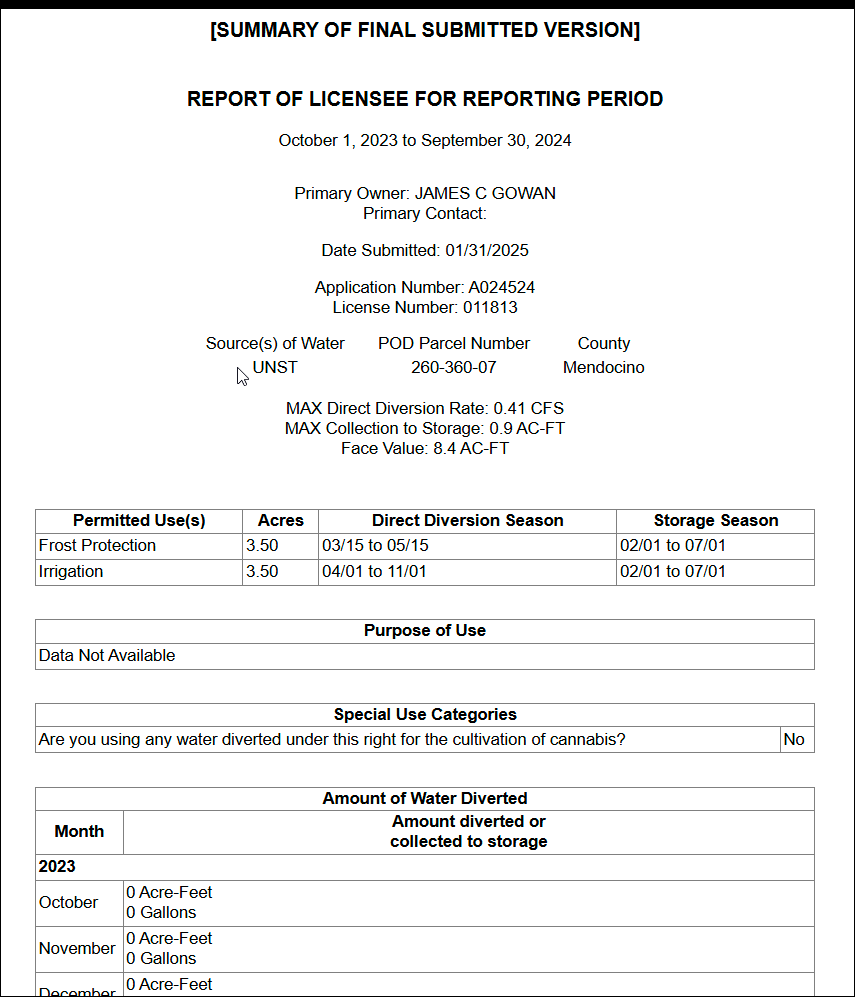 [SUMMARY OF FINAL SUBMITTED VERSION]
REPORT OF LICENSEE FOR REPORTING PERIOD
October 1, 2023 to September 30, 2024
Primary Owner: JAMES C GOWAN
Primary Contact:
Date Submitted: 01/31/2025
Application Number: A024524
License Number: 011813
Source(s) of Water POD Parcel Number County
UNST 260-360-07 Mendocino
MAX Direct Diversion Rate: 0.41 CFS
MAX Collection to Storage: 0.9 AC-FT
Face Value: 8.4 AC-FT
Permitted Use(s) Acres Direct Diversion Season Storage Season
Frost Protection 3.50 03/15 to 05/15 02/01 to 07/01
Irrigation 3.50 04/01 to 11/01 02/01 to 07/01
Purpose of Use
Data Not Available
Special Use Categories
Are you using any water diverted under this right for the cultivation of cannabis? No
Amount of Water Diverted
Month Amount diverted or
collected to storage
2023
October 0 Acre-Feet
0 Gallons
November 0 Acre-Feet
0 Gallons
December 0 Acre-Feet